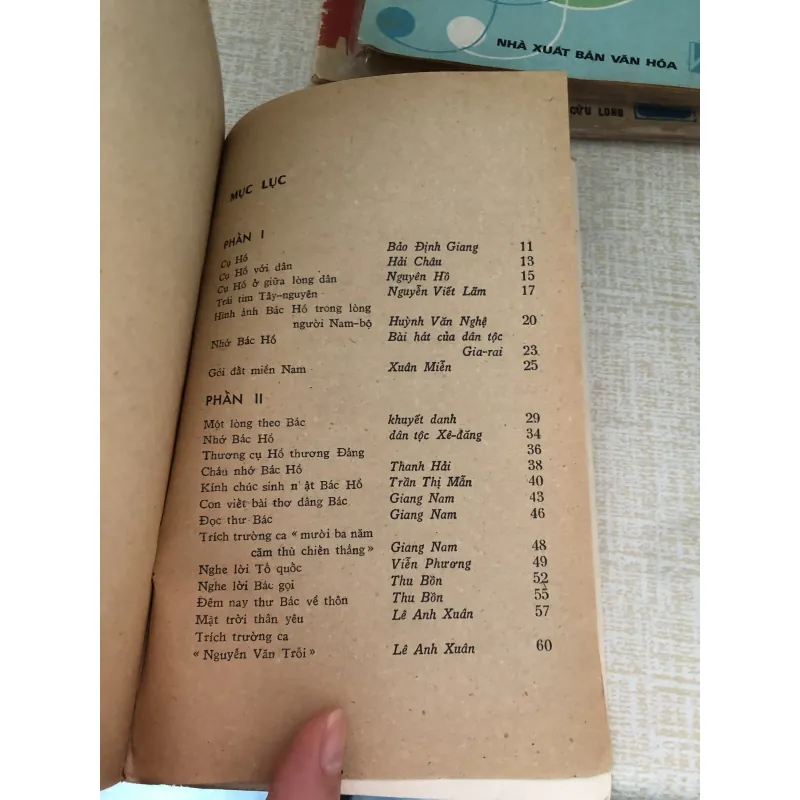 NHÀ XUẤT BẢN VĂN HÓA
CỬU LONG
MỤC LỤC
PHẦN I
Cụ Hồ Bảo Định Giang 11
Cụ Hồ với dân Hải Châu 13
Cụ Hồ ở giữa lòng dân Nguyên Hồ 15
Trái tim Tây-nguyên Nguyễn Viết Lãm 17
Hình ảnh Bác Hồ trong lòng
người Nam-bộ Huỳnh Văn Nghệ 20
Nhớ Bác Hồ Bài hát của dân tộc
Gia-rai 23
Gói đất miền Nam Xuân Miễn 25
PHẦN II
Một lòng theo Bác khuyết danh 29
Nhớ Bác Hồ dân tộc Xê-đăng 34
Thương cụ Hồ thương Đảng 36
Cháu nhớ Bác Hồ Thanh Hải 38
Kính chúc sinh n ật Bác Hồ Trần Thị Mẫn 40
Con viết bài thơ dâng Bác Giang Nam 43
Đọc thư Bác Giang Nam 46
Trích trường ca « mười ba năm
căm thù chiến thắng» Giang Nam 48
Nghe lời Tổ quốc Viễn Phương 49
Nghe lời Bác gọi Thu Bồn 52
Đêm nay thư Bác về thôn Thu Bồn 55
Mặt trời thân yêu Lê Anh Xuân 57
Trích trường ca
« Nguyễn Văn Trỗi» Lê Anh Xuân 60